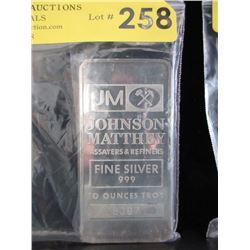 AUCTIONS
ALS
ction.com
Lot # 258
JM
JOHNSON
MATTHEY
ASSAYERS & REFINERS
FINE SILVER
999
10 OUNCES TROY